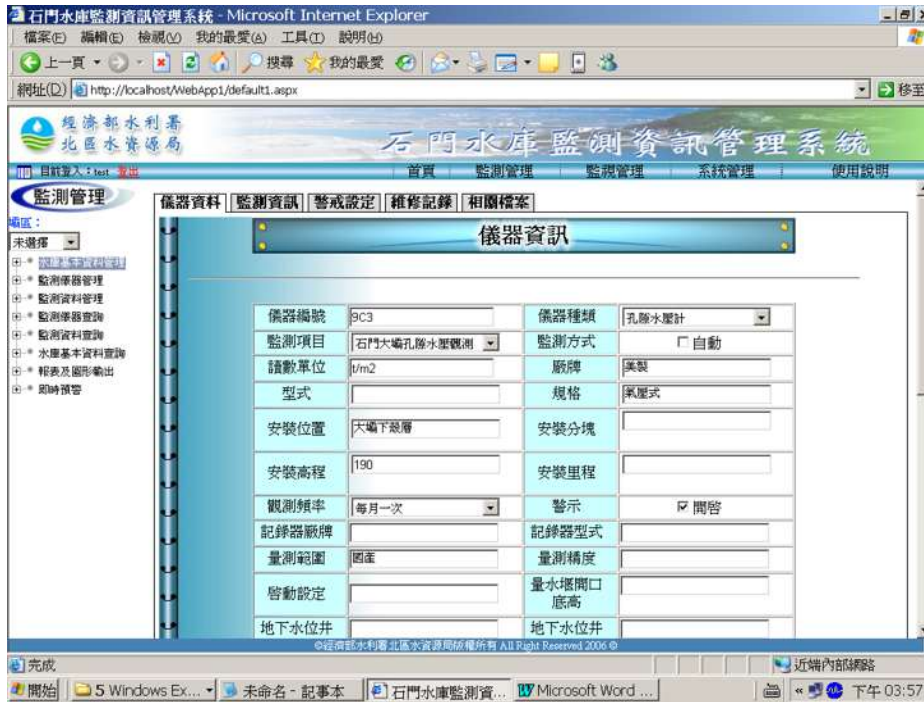 石門水庫監測資訊管理系統 - Microsoft Internet Explorer
檔案(F) 編輯(E) 檢視(V) 我的最愛(A) 工具(T) 說明(H)
上一頁 搜尋 我的最愛
網址(D) http://localhost/WebApp1/default1.aspx 移至
經濟部水利署
北區水資源局
石門水庫監測資訊管理系統
目前登入：test 登出 首頁 監測管理 監視管理 系統管理 使用說明
監測管理
儀器資料 監測資訊 警戒設定 維修記錄 相關檔案
壩區：
未選擇
水庫基本資料管理
監測儀器管理
監測資料管理
監測儀器查詢
監測資料查詢
水庫基本資料查詢
報表及圖形輸出
即時預警
儀器資訊
儀器編號 9C3 儀器種類 孔隙水壓計
監測項目 石門大壩孔隙水壓觀測 監測方式 自動
讀數單位 t/m2 廠牌 美製
型式 規格 氣壓式
安裝位置 大壩下最層 安裝分塊
安裝高程 190 安裝里程
觀測頻率 每月一次 警示 開啓
記錄器廠牌 記錄器型式
量測範圍 國產 量測精度
啓動設定 量水堰開口底高
地下水位井 地下水位井
©經濟部水利署北區水資源局版權所有 All Right Reserved 2006 ©
完成 近端內部網路
開始 5 Windows Ex... 未命名 - 記事本 石門水庫監測資... Microsoft Word ... 下午 03:57